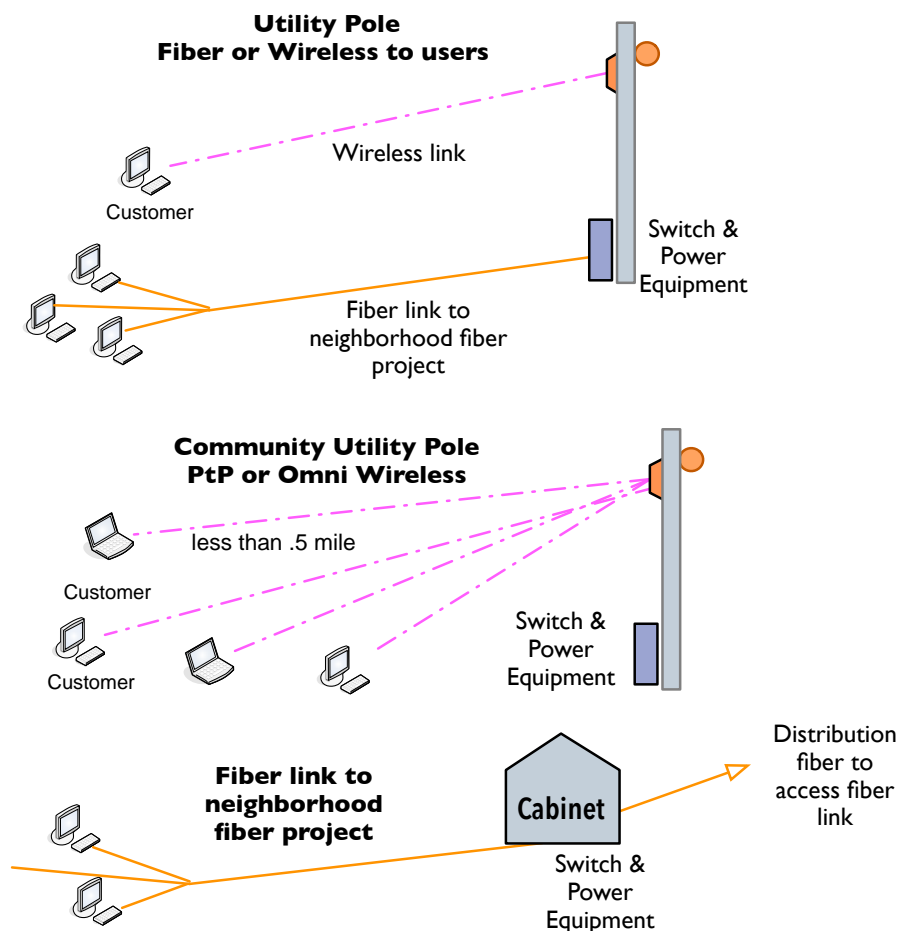 Utility Pole
Fiber or Wireless to users
Wireless link
Customer
Switch &
Power
Equipment
Fiber link to
neighborhood fiber
project
Community Utility Pole
PtP or Omni Wireless
less than .5 mile
Customer
Customer
Switch &
Power
Equipment
Fiber link to
neighborhood
fiber project
Cabinet
Distribution
fiber to
access fiber
link
Switch &
Power
Equipment